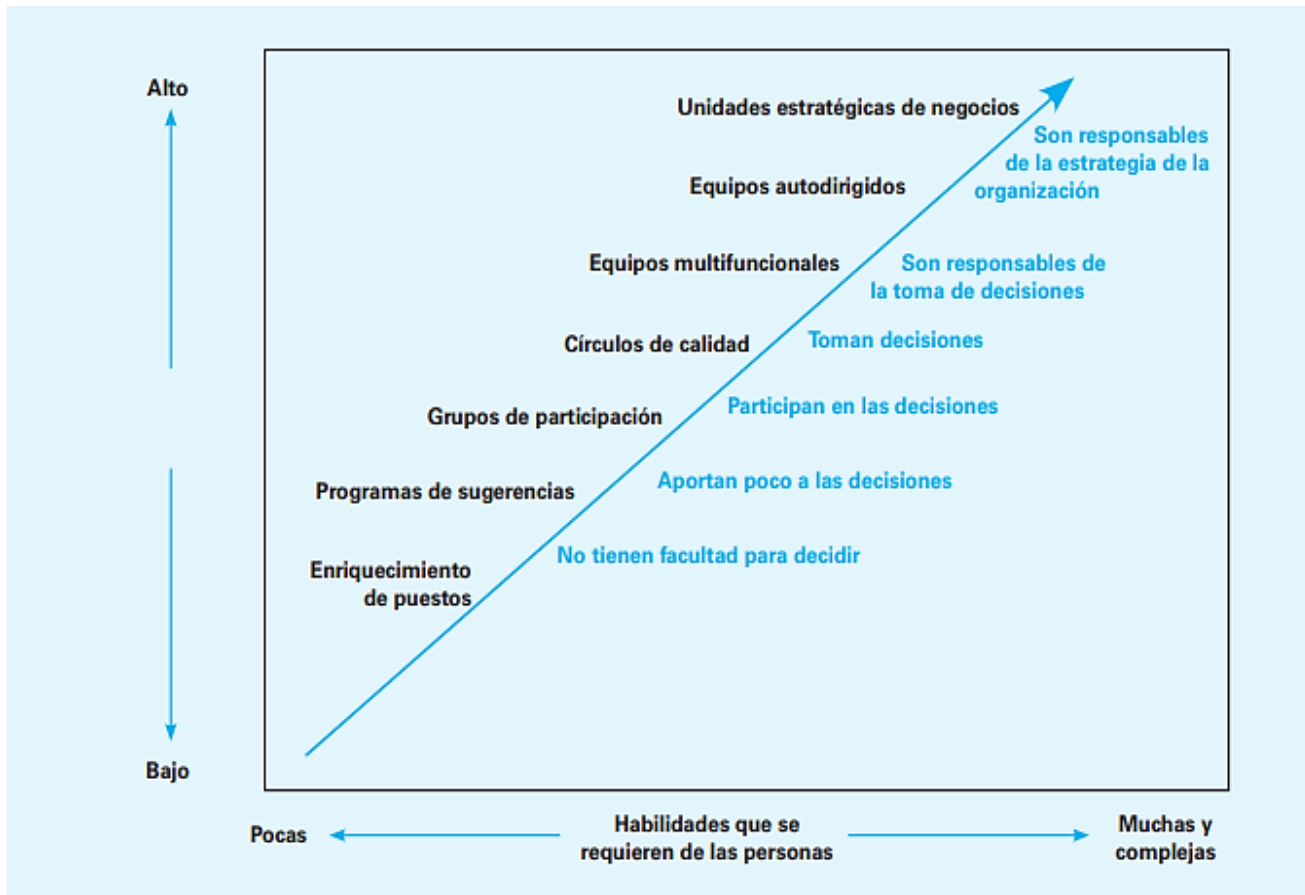 Alto
Unidades estratégicas de negocios
Son responsables
de la estrategia de la
organización
Equipos autodirigidos
Equipos multifuncionales
Son responsables de
la toma de decisiones
Círculos de calidad
Toman decisiones
Grupos de participación
Participan en las decisiones
Programas de sugerencias
Aportan poco a las decisiones
Enriquecimiento
de puestos
No tienen facultad para decidir
Bajo
Pocas
Habilidades que se
requieren de las personas
Muchas y
complejas